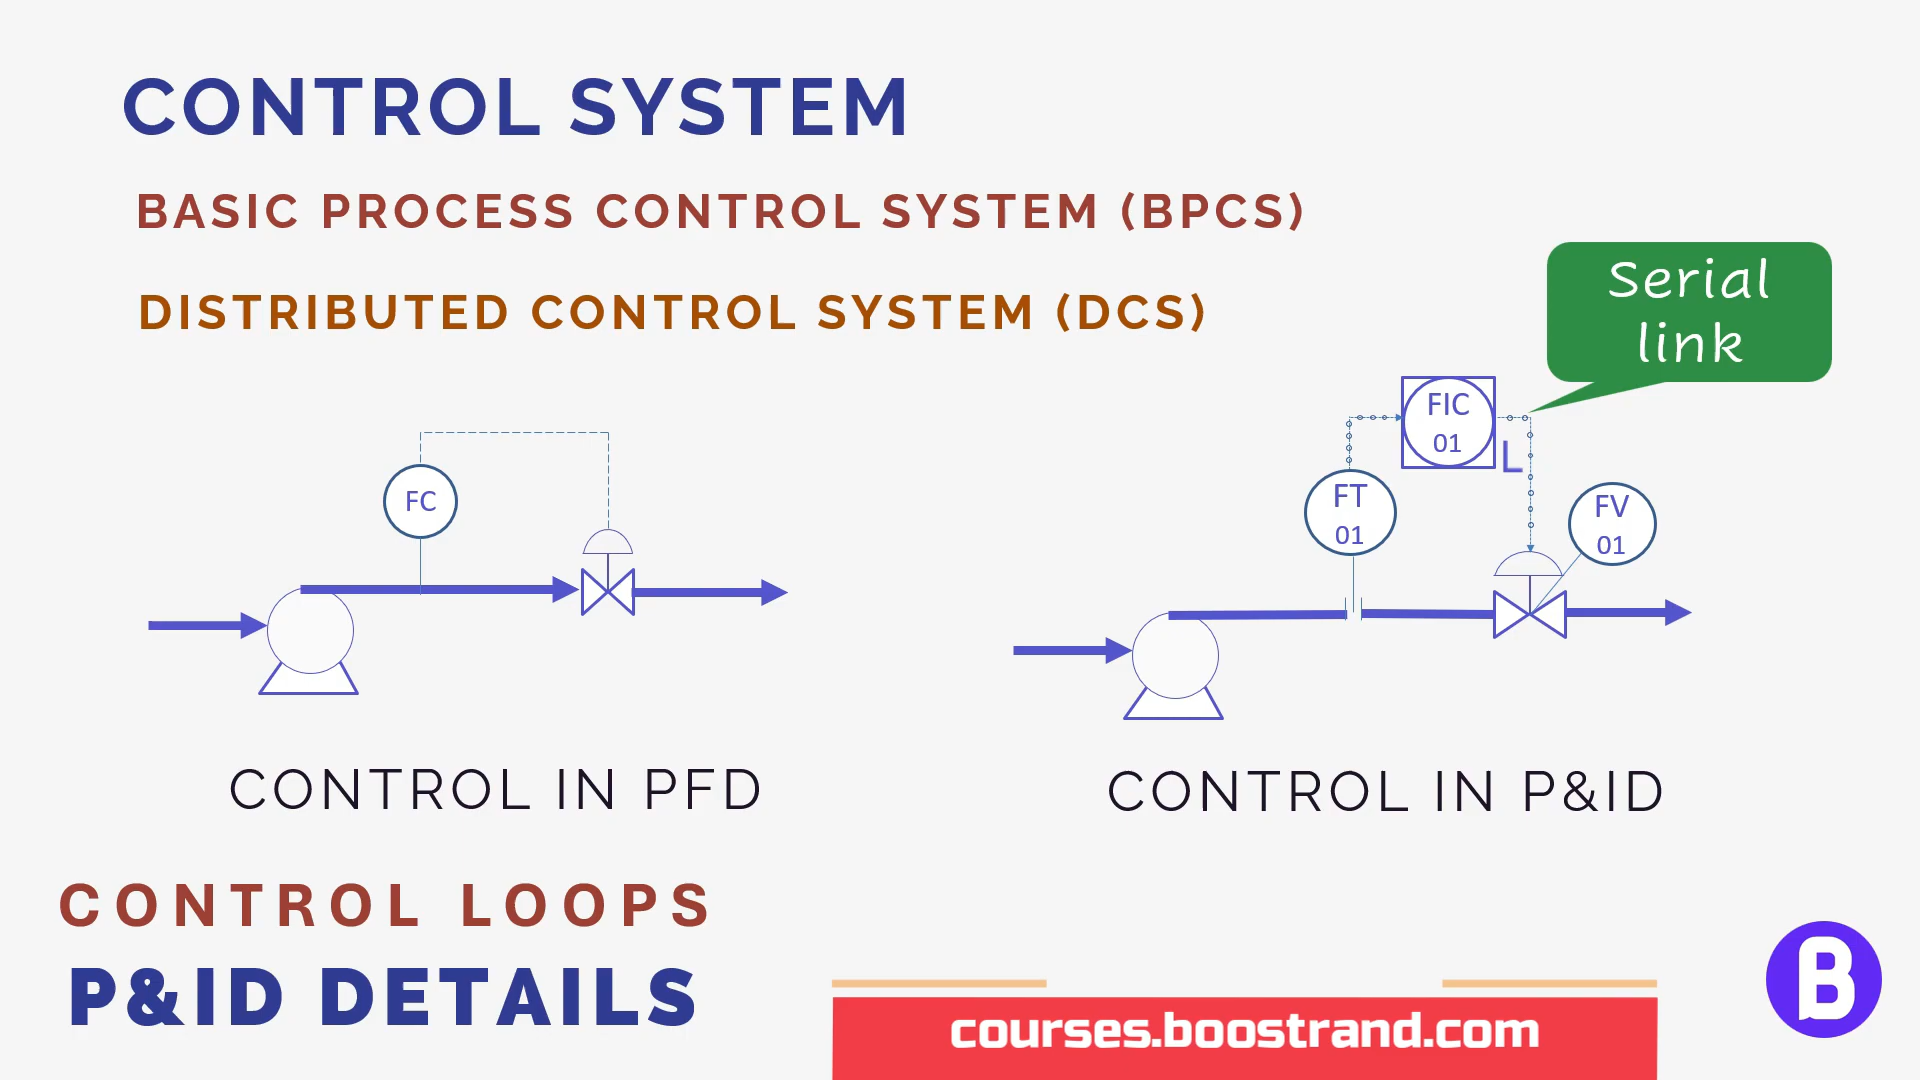 CONTROL SYSTEM
BASIC PROCESS CONTROL SYSTEM (BPCS)
DISTRIBUTED CONTROL SYSTEM (DCS)
Serial
link
FC
FIC
01
L
FT
01
FV
01
CONTROL IN PFD
CONTROL IN P&ID
CONTROL LOOPS
P&ID DETAILS
courses.boostrand.com
B